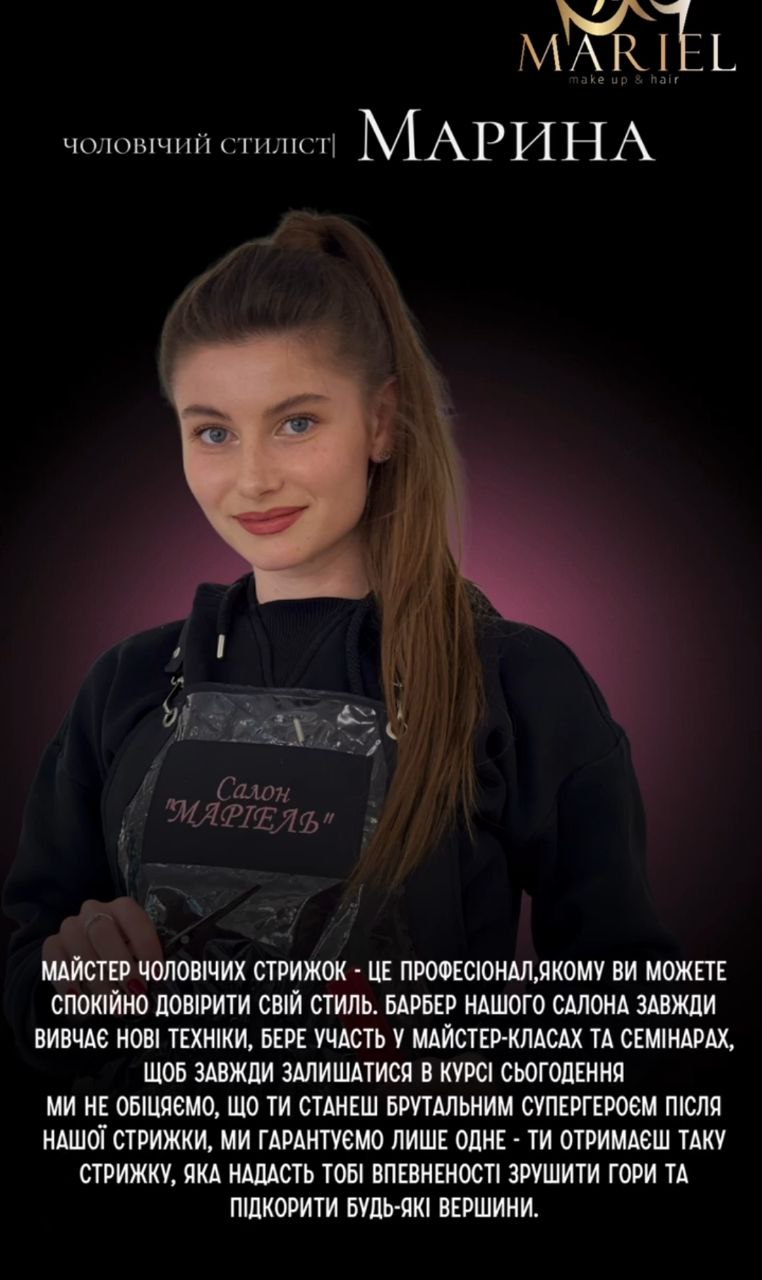 MARIEL
make up & hair
ЧОЛОВІЧИЙ СТИЛІСТ| МАРИНА
Салон
"МАРІЕЛЬ"
МАЙСТЕР ЧОЛОВІЧИХ СТРИЖОК - ЦЕ ПРОФЕСІОНАЛ,ЯКОМУ ВИ МОЖЕТЕ
СПОКІЙНО ДОВІРИТИ СВІЙ СТИЛЬ. БАРБЕР НАШОГО САЛОНА ЗАВЖДИ
ВИВЧАЄ НОВІ ТЕХНІКИ, БЕРЕ УЧАСТЬ У МАЙСТЕР-КЛАСАХ ТА СЕМІНАРАХ,
ЩОБ ЗАВЖДИ ЗАЛИШАТИСЯ В КУРСІ СЬОГОДЕННЯ
МИ НЕ ОБІЦЯЄМО, ЩО ТИ СТАНЕШ БРУТАЛЬНИМ СУПЕРГЕРОЄМ ПІСЛЯ
НАШОЇ СТРИЖКИ, МИ ГАРАНТУЄМО ЛИШЕ ОДНЕ - ТИ ОТРИМАЄШ ТАКУ
СТРИЖКУ, ЯКА НАДАСТЬ ТОБІ ВПЕВНЕНОСТІ ЗРУШИТИ ГОРИ ТА
ПІДКОРИТИ БУДЬ-ЯКІ ВЕРШИНИ.